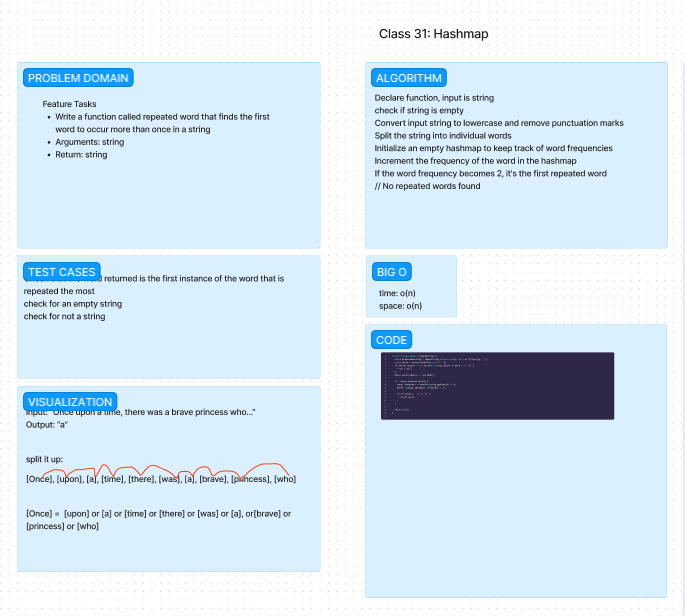 Class 31: Hashmap
PROBLEM DOMAIN
Feature Tasks
• Write a function called repeated word that finds the first
word to occur more than once in a string
• Arguments: string
• Return: string
TEST CASES
returned is the first instance of the word that is
repeated the most
check for an empty string
check for not a string
VISUALIZATION
Input: "Once upon a time, there was a brave princess who..."
Output: "a"
split it up:
[Once], [upon], [a], [time], [there], [was], [a], [brave], [princess], [who]
[Once] = [upon] or [a] or [time] or [there] or [was] or [a], or[brave] or
[princess] or [who]
ALGORITHM
Declare function, input is string
check if string is empty
Convert input string to lowercase and remove punctuation marks
Split the string into individual words
Initialize an empty hashmap to keep track of word frequencies
Increment the frequency of the word in the hashmap
If the word frequency becomes 2, it's the first repeated word
// No repeated words found
BIG O
time: o(n)
space: o(n)
CODE